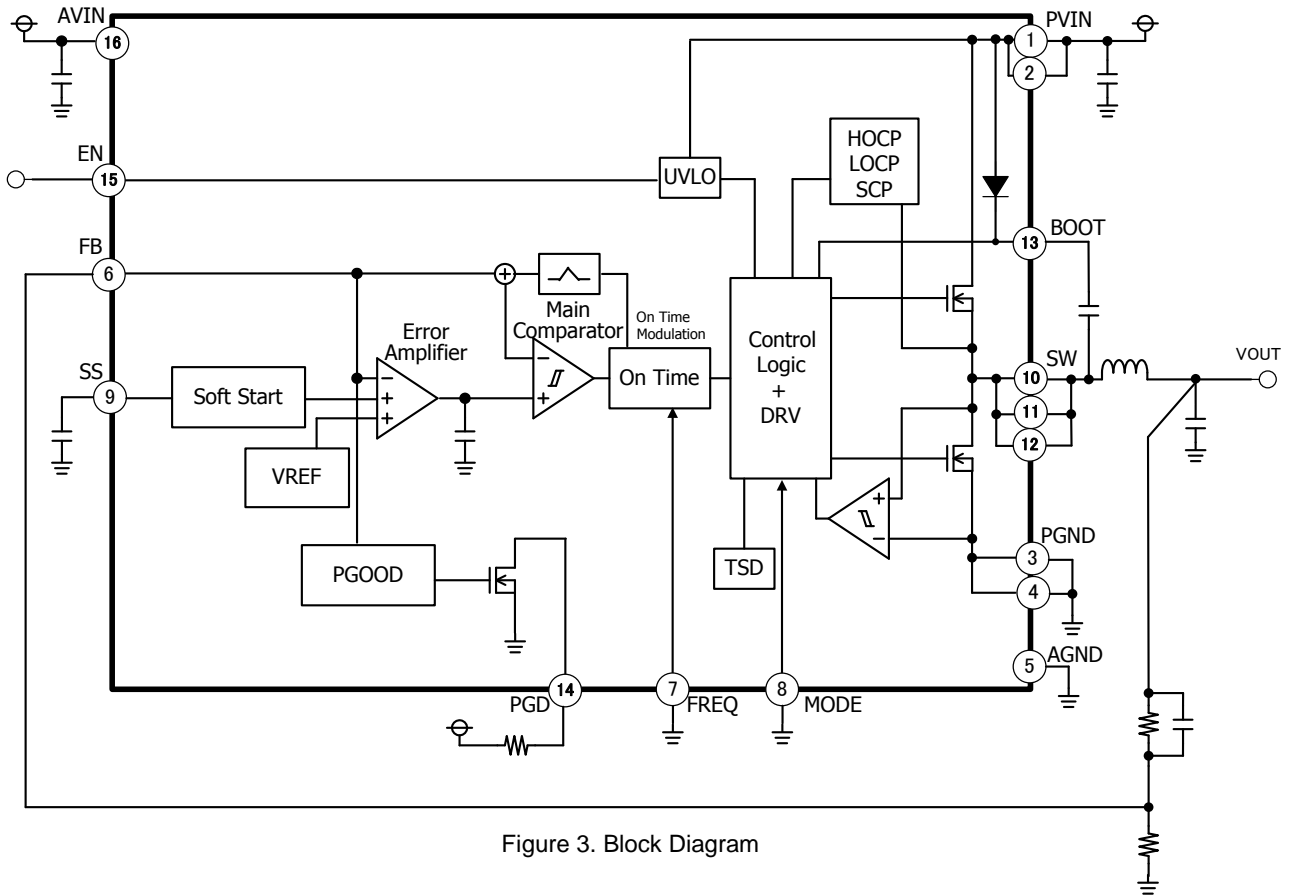 AVIN
16
PVIN
1
2
EN
15
UVLO
HOCP
LOCP
SCP
FB
6
BOOT
13
Main
Comparator
On Time
Modulation
Error
Amplifier
−
+
+
−
+
On Time
Control
Logic
+
DRV
SS
9
Soft Start
VREF
SW
10
11
12
VOUT
+
−
PGOOD
TSD
PGND
3
4
AGND
5
PGD
14
7
FREQ
8
MODE
Figure 3. Block Diagram